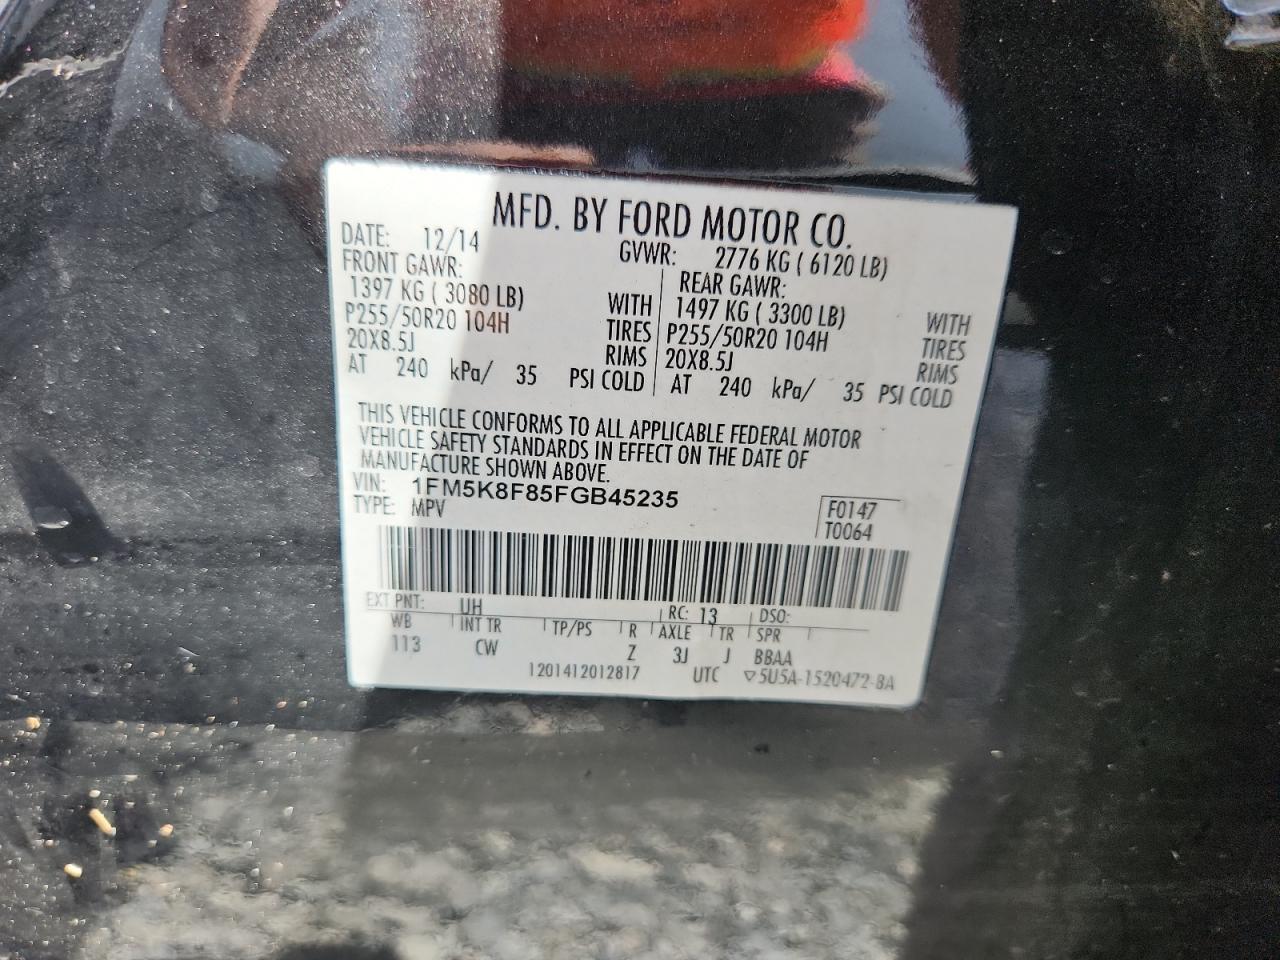 MFD. BY FORD MOTOR CO.
DATE: 12/14 GVWR: 2776 KG ( 6120 LB)
FRONT GAWR: REAR GAWR:
1397 KG ( 3080 LB) WITH 1497 KG ( 3300 LB) WITH
P255/50R20 104H TIRES P255/50R20 104H TIRES
20X8.5J RIMS 20X8.5J RIMS
AT 240 kPa/ 35 PSI COLD AT 240 kPa/ 35 PSI COLD
THIS VEHICLE CONFORMS TO ALL APPLICABLE FEDERAL MOTOR
VEHICLE SAFETY STANDARDS IN EFFECT ON THE DATE OF
MANUFACTURE SHOWN ABOVE.
VIN: 1FM5K8F85FGB45235
TYPE: MPV
F0147
T0064
EXT PNT: UH RC: 13 DSO:
WB INT TR TP/PS R AXLE TR SPR
113 CW Z 3J J BBAA
1201412012817 UTC ▽5U5A-1520472-BA